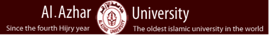 Al.Azhar University
Since the fourth Hijry year The oldest islamic university in the world